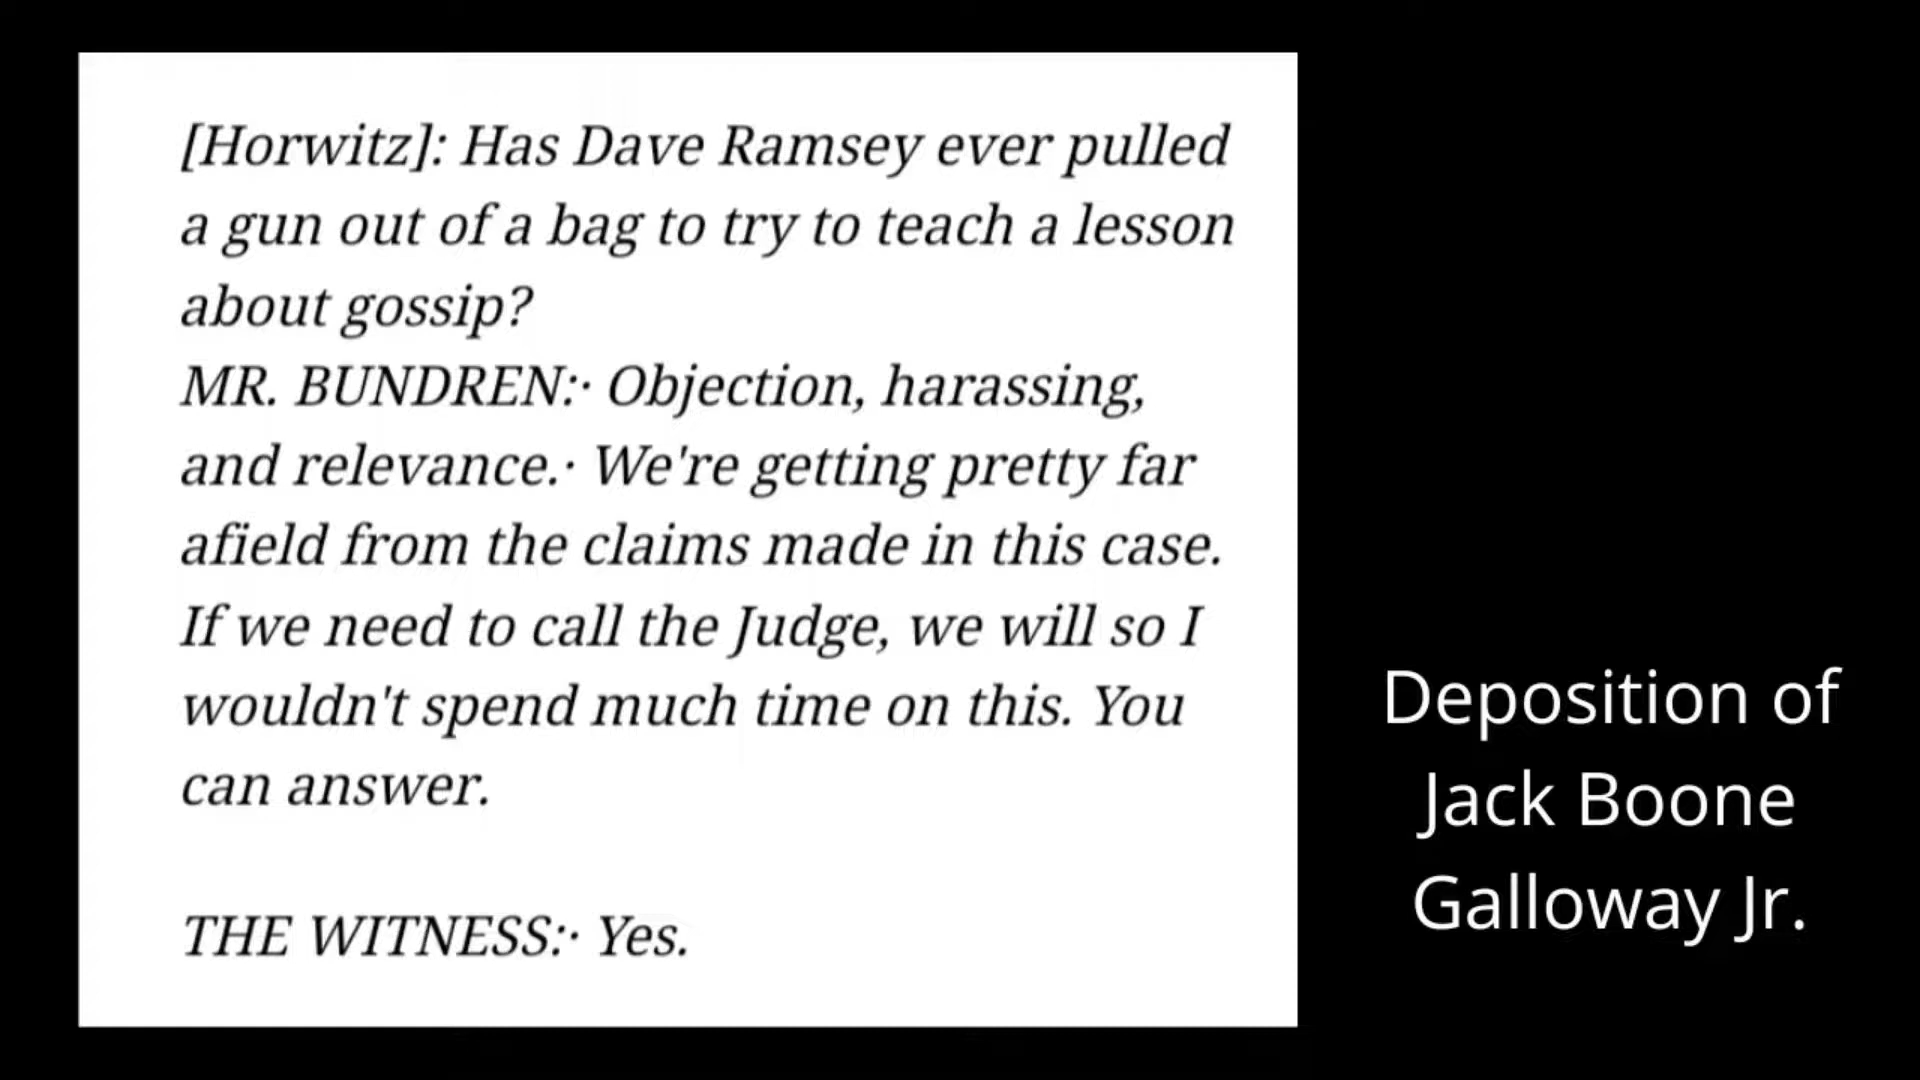 [Horwitz]: Has Dave Ramsey ever pulled
a gun out of a bag to try to teach a lesson
about gossip?
MR. BUNDREN:· Objection, harassing,
and relevance.· We're getting pretty far
afield from the claims made in this case.
If we need to call the Judge, we will so I
wouldn't spend much time on this. You
can answer.
THE WITNESS:· Yes.
Deposition of
Jack Boone
Galloway Jr.